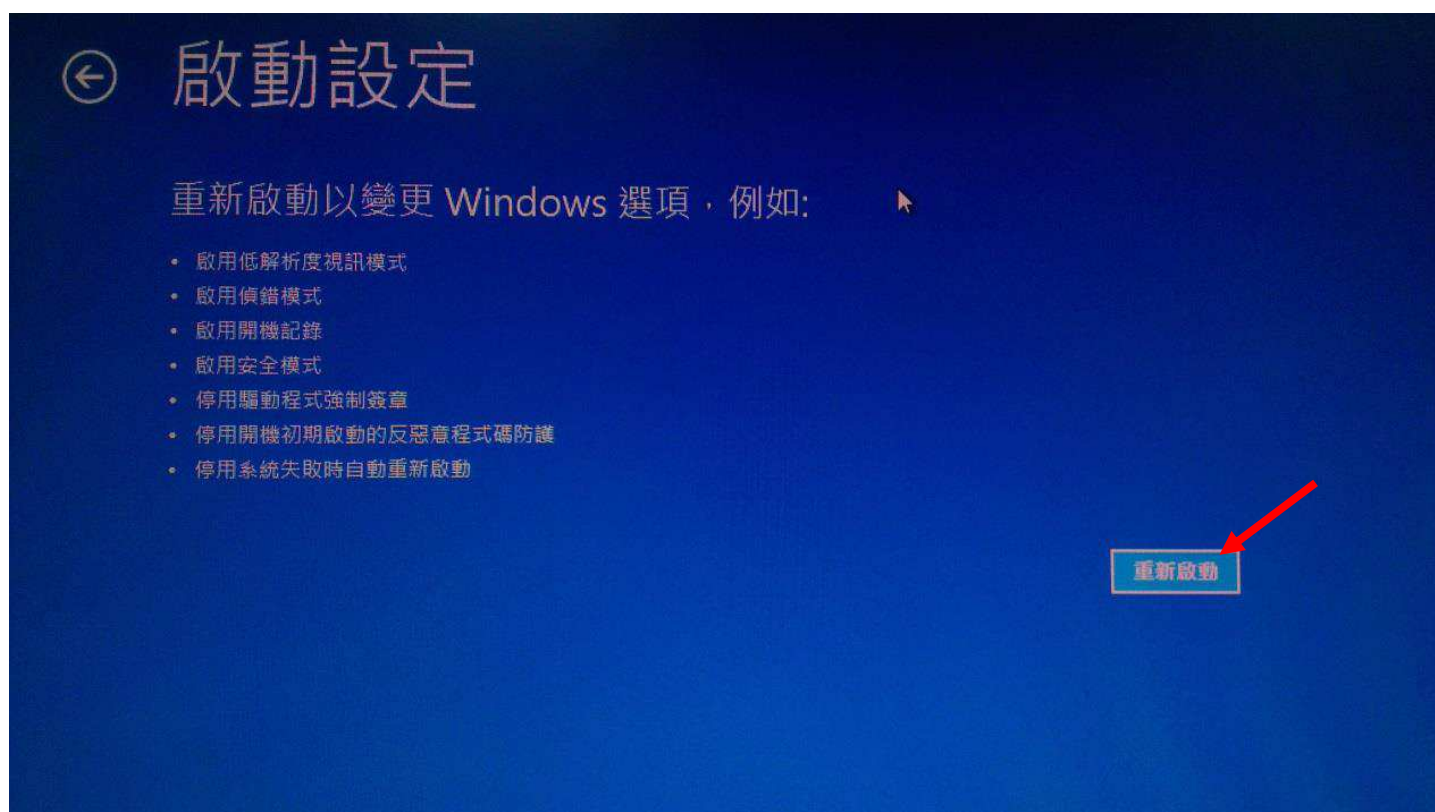 啟動設定
重新啟動以變更 Windows 選項，例如:
• 啟用低解析度視訊模式
• 啟用偵錯模式
• 啟用開機記錄
• 啟用安全模式
• 停用驅動程式強制簽章
• 停用開機初期啟動的反惡意程式碼防護
• 停用系統失敗時自動重新啟動
重新啟動